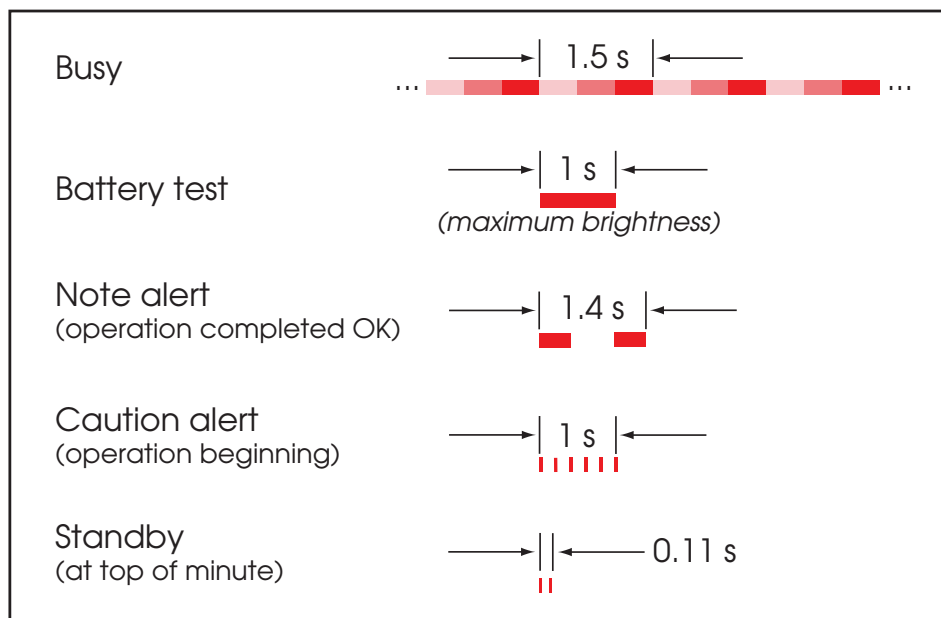 Busy
1.5 s
... ...
Battery test
1 s
(maximum brightness)
Note alert
(operation completed OK)
1.4 s
Caution alert
(operation beginning)
1 s
Standby
(at top of minute)
0.11 s